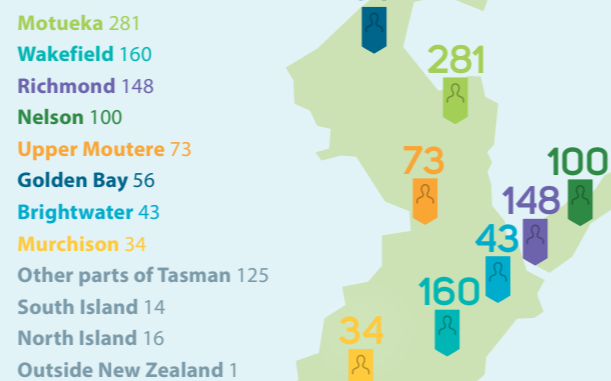 Motueka 281
Wakefield 160
Richmond 148
Nelson 100
Upper Moutere 73
Golden Bay 56
Brightwater 43
Murchison 34
Other parts of Tasman 125
South Island 14
North Island 16
Outside New Zealand 1
281
73
100
148
43
160
34